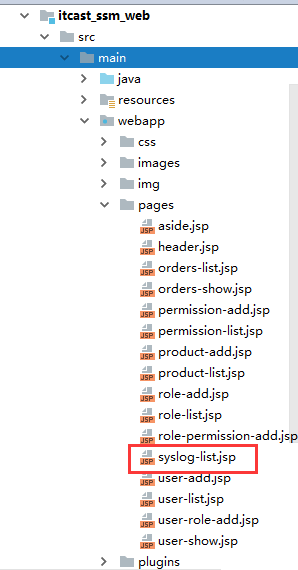 itcast_ssm_web
src
main
java
resources
webapp
css
images
img
pages
aside.jsp
header.jsp
orders-list.jsp
orders-show.jsp
permission-add.jsp
permission-list.jsp
product-add.jsp
product-list.jsp
role-add.jsp
role-list.jsp
role-permission-add.jsp
syslog-list.jsp
user-add.jsp
user-list.jsp
user-role-add.jsp
user-show.jsp
plugins